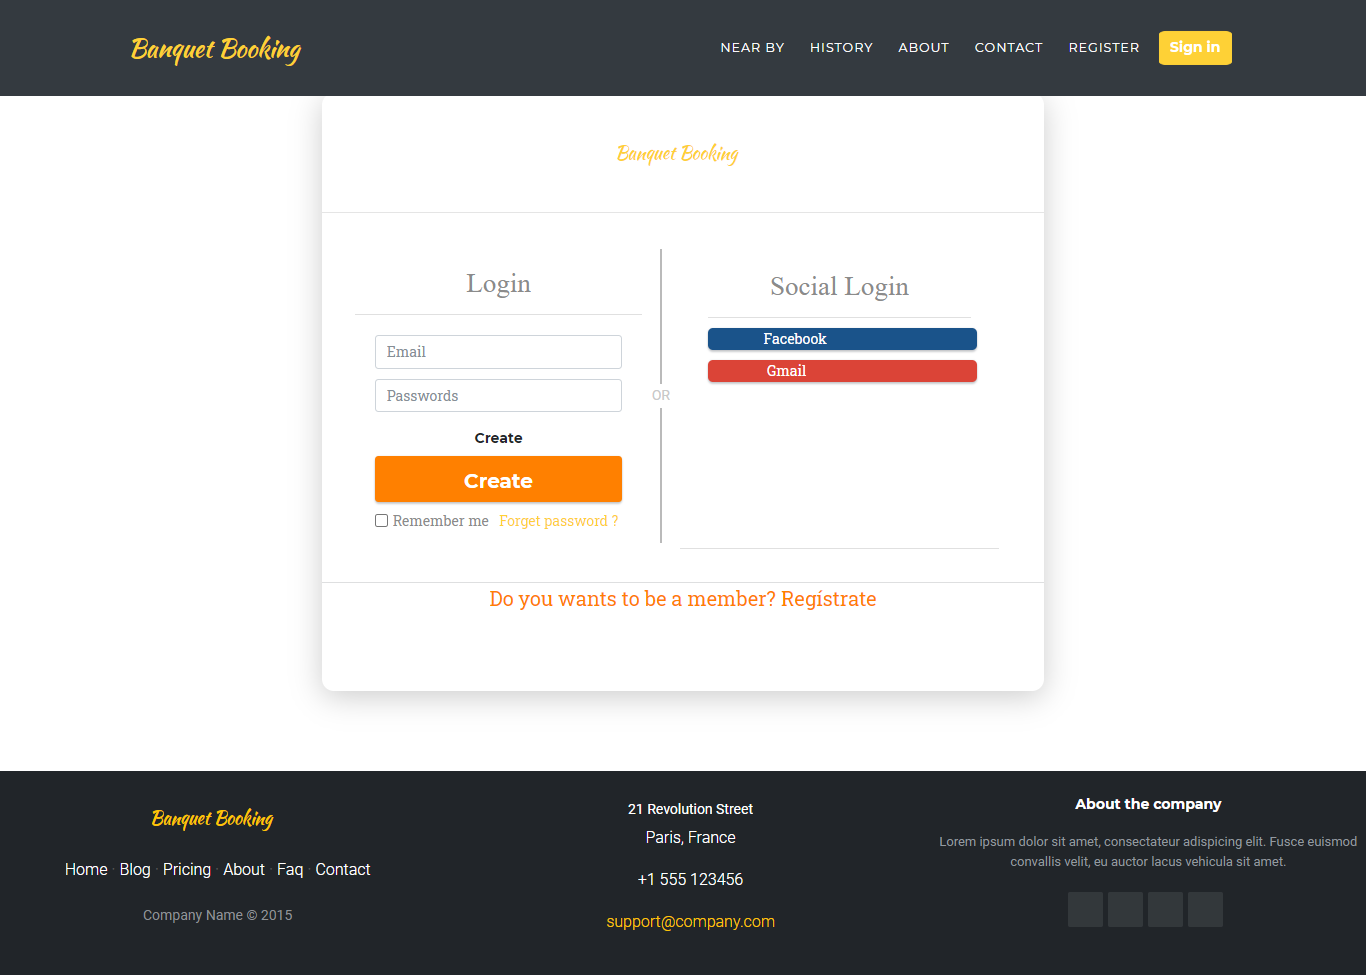 Banquet Booking
NEAR BY HISTORY ABOUT CONTACT REGISTER Sign in
Banquet Booking
Login
Email
Passwords
Create
Create
Remember me Forget password ?
OR
Social Login
Facebook
Gmail
Do you wants to be a member? Regístrate
Banquet Booking
Home · Blog · Pricing · About · Faq · Contact
Company Name © 2015
21 Revolution Street
Paris, France
+1 555 123456
support@company.com
About the company
Lorem ipsum dolor sit amet, consectateur adispicing elit. Fusce euismod
convallis velit, eu auctor lacus vehicula sit amet.